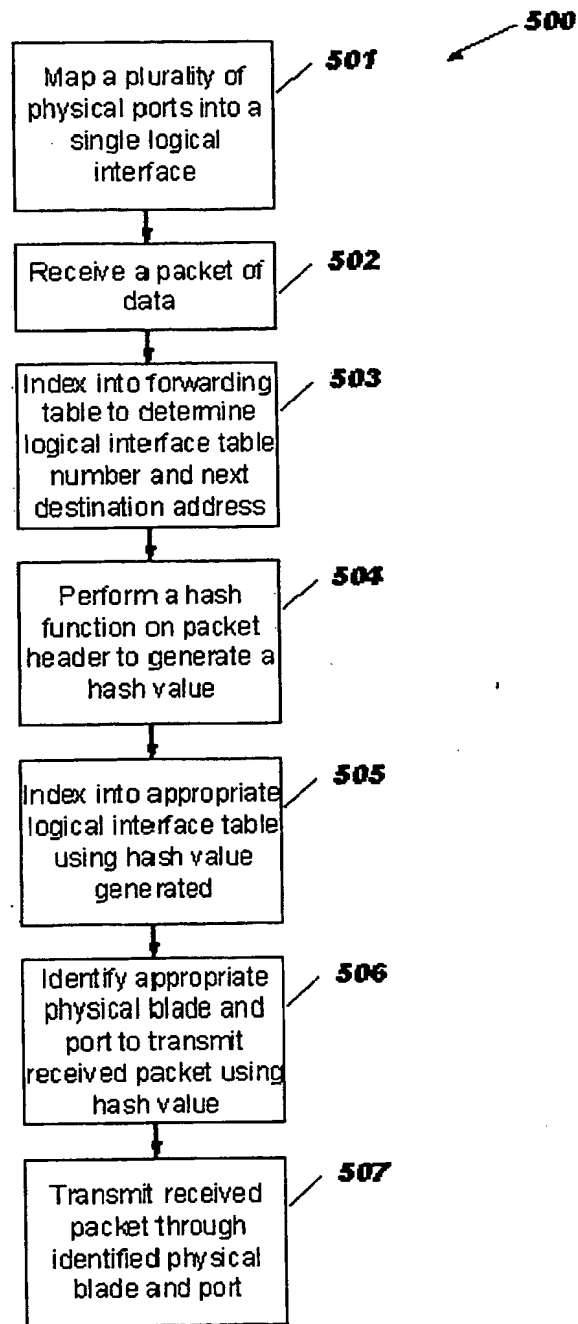 500
501
Map a plurality of
physical ports into a
single logical
interface
502
Receive a packet of
data
503
Index into forwarding
table to determine
logical interface table
number and next
destination address
504
Perform a hash
function on packet
header to generate a
hash value
505
Index into appropriate
logical interface table
using hash value
generated
506
Identify appropriate
physical blade and
port to transmit
received packet using
hash value
507
Transmit received
packet through
identified physical
blade and port